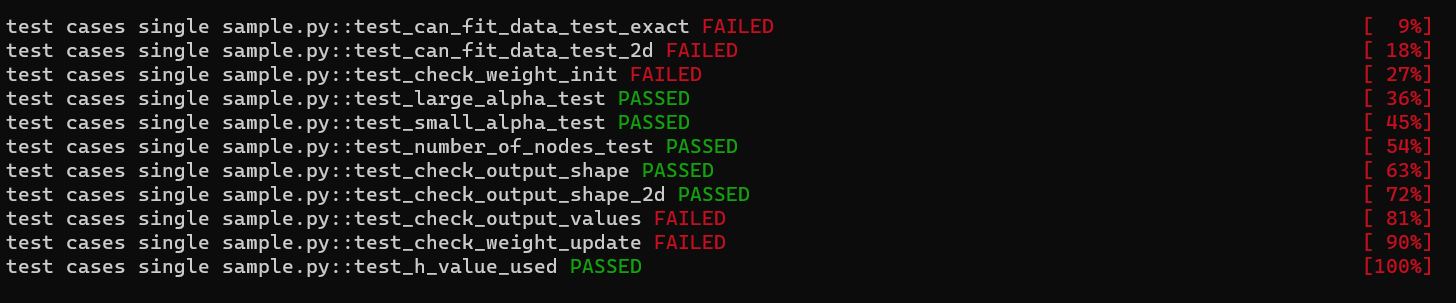 test cases single sample.py::test_can_fit_data_test_exact FAILED [  9%]
test cases single sample.py::test_can_fit_data_test_2d FAILED [ 18%]
test cases single sample.py::test_check_weight_init FAILED [ 27%]
test cases single sample.py::test_large_alpha_test PASSED [ 36%]
test cases single sample.py::test_small_alpha_test PASSED [ 45%]
test cases single sample.py::test_number_of_nodes_test PASSED [ 54%]
test cases single sample.py::test_check_output_shape PASSED [ 63%]
test cases single sample.py::test_check_output_shape_2d PASSED [ 72%]
test cases single sample.py::test_check_output_values FAILED [ 81%]
test cases single sample.py::test_check_weight_update FAILED [ 90%]
test cases single sample.py::test_h_value_used PASSED [100%]